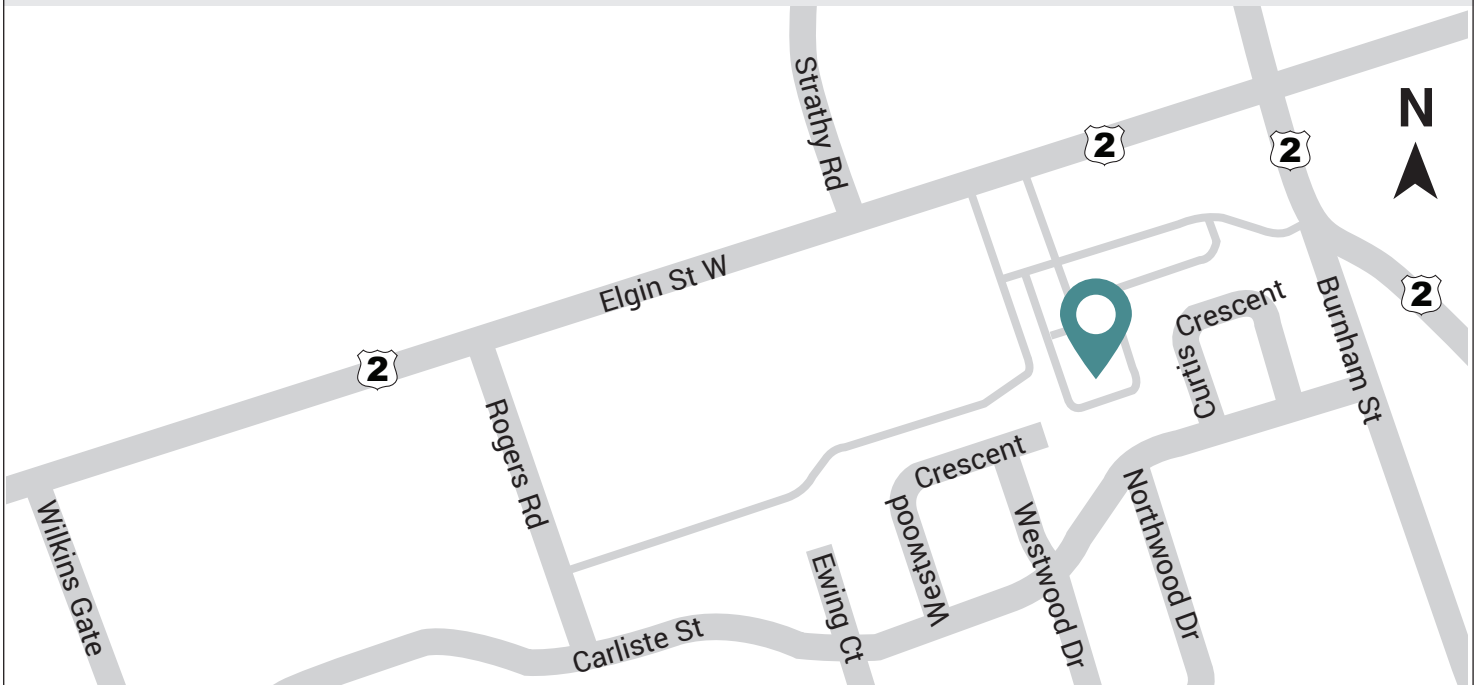 Strathy Rd
N
2
2
Elgin St W
2
Crescent
Curtis
Burnham St
2
Rogers Rd
Crescent
Westwood
Westwood Dr
Northwood Dr
Wilkins Gate
Ewing Ct
Carliste St